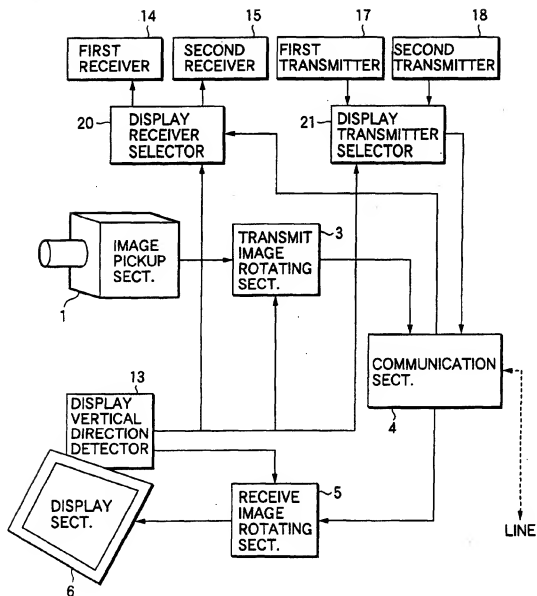 14
15
17
18
FIRST
RECEIVER
SECOND
RECEIVER
FIRST
TRANSMITTER
SECOND
TRANSMITTER
20
DISPLAY
RECEIVER
SELECTOR
21
DISPLAY
TRANSMITTER
SELECTOR
IMAGE
PICKUP
SECT.
1
3
TRANSMIT
IMAGE
ROTATING
SECT.
COMMUNICATION
SECT.
4
13
DISPLAY
VERTICAL
DIRECTION
DETECTOR
DISPLAY
SECT.
6
5
RECEIVE
IMAGE
ROTATING
SECT.
LINE